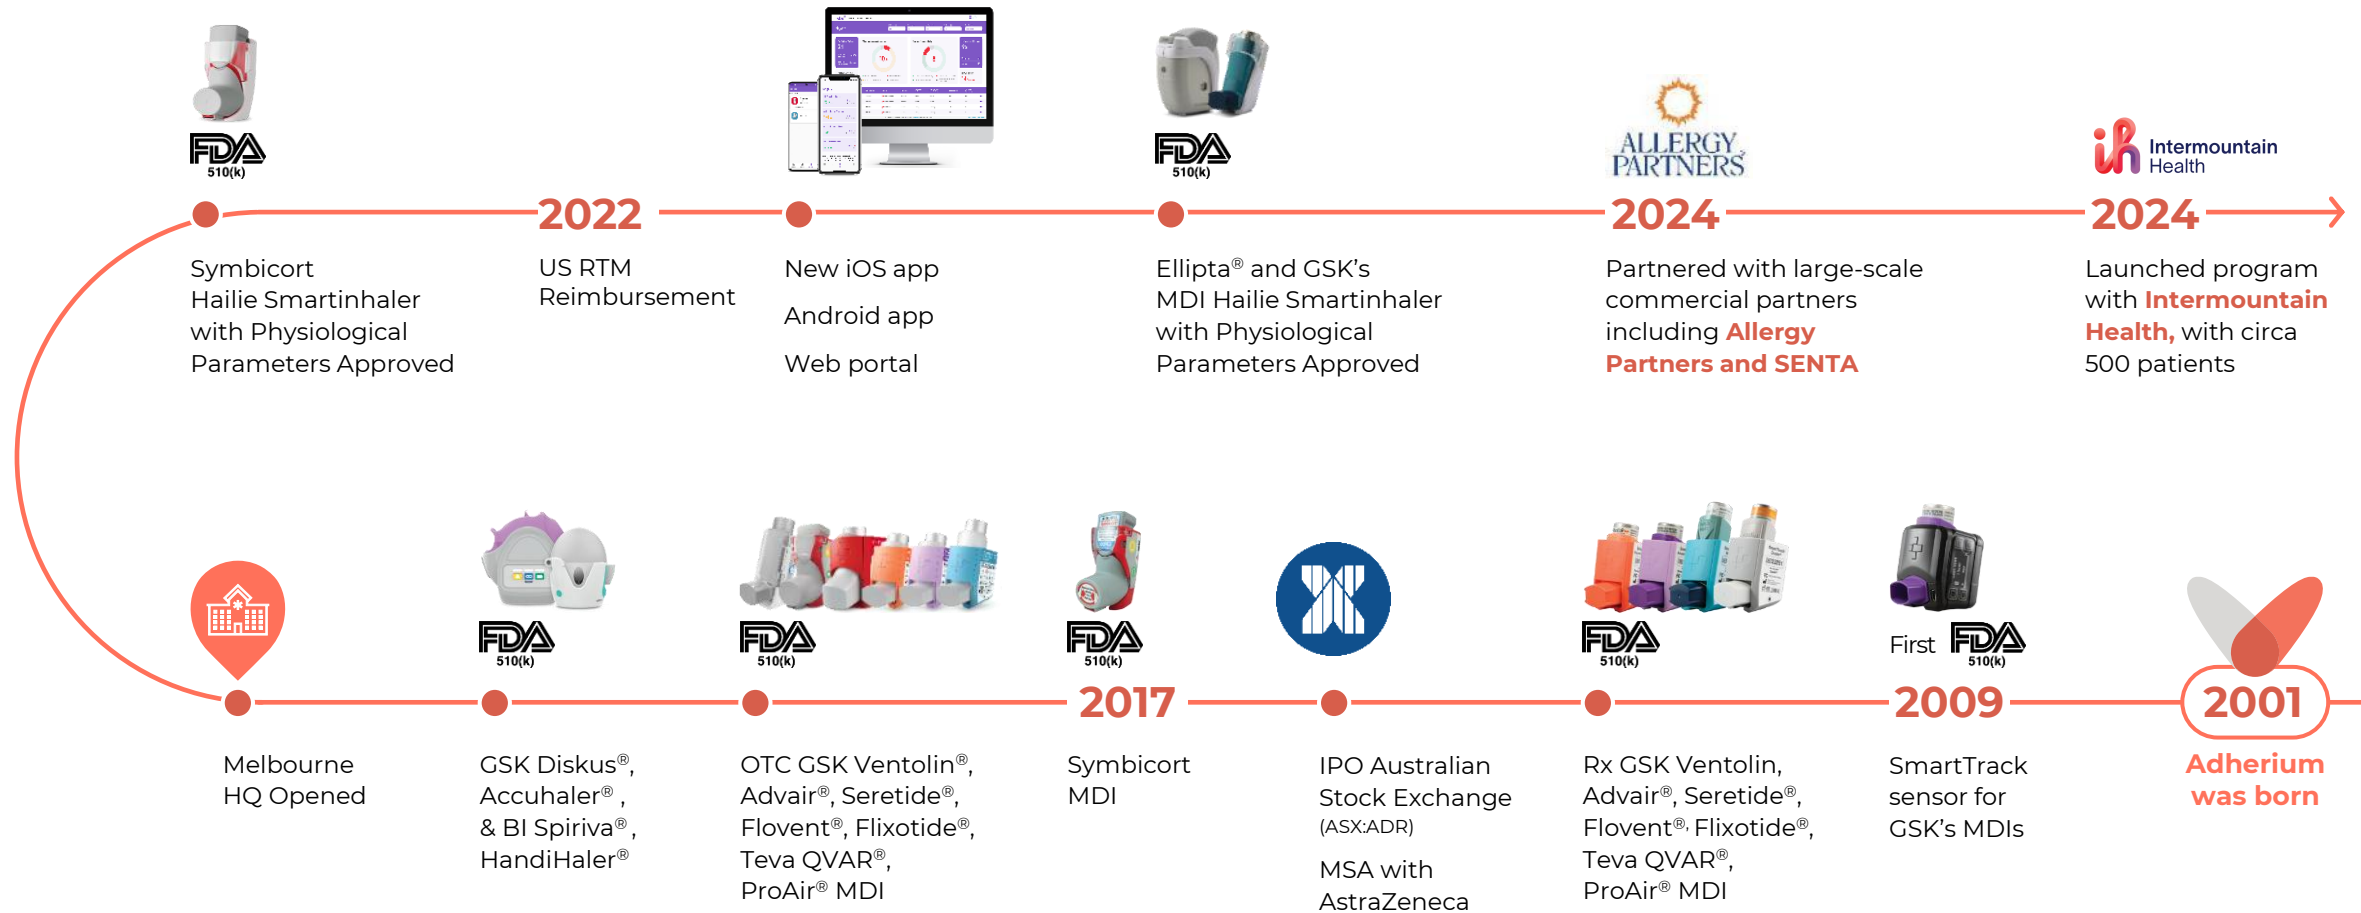 FDA
510(k)
FDA
510(k)
ALLERGY
PARTNERS
Intermountain
Health
2022
2024
2024
Symbicort
Hailie Smartinhaler
with Physiological
Parameters Approved
US RTM
Reimbursement
New iOS app
Android app
Web portal
Ellipta® and GSK’s
MDI Hailie Smartinhaler
with Physiological
Parameters Approved
Partnered with large-scale
commercial partners
including Allergy
Partners and SENTA
Launched program
with Intermountain
Health, with circa
500 patients
FDA
510(k)
FDA
510(k)
FDA
510(k)
FDA
510(k)
First FDA
510(k)
2017
2009
2001
Melbourne
HQ Opened
GSK Diskus®,
Accuhaler® ,
& BI Spiriva® ,
HandiHaler®
OTC GSK Ventolin®,
Advair®, Seretide®,
Flovent®, Flixotide®,
Teva QVAR®,
ProAir® MDI
Symbicort
MDI
IPO Australian
Stock Exchange
(ASX:ADR)
MSA with
AstraZeneca
Rx GSK Ventolin,
Advair®, Seretide®,
Flovent®, Flixotide®,
Teva QVAR®,
ProAir® MDI
SmartTrack
sensor for
GSK’s MDIs
Adherium
was born